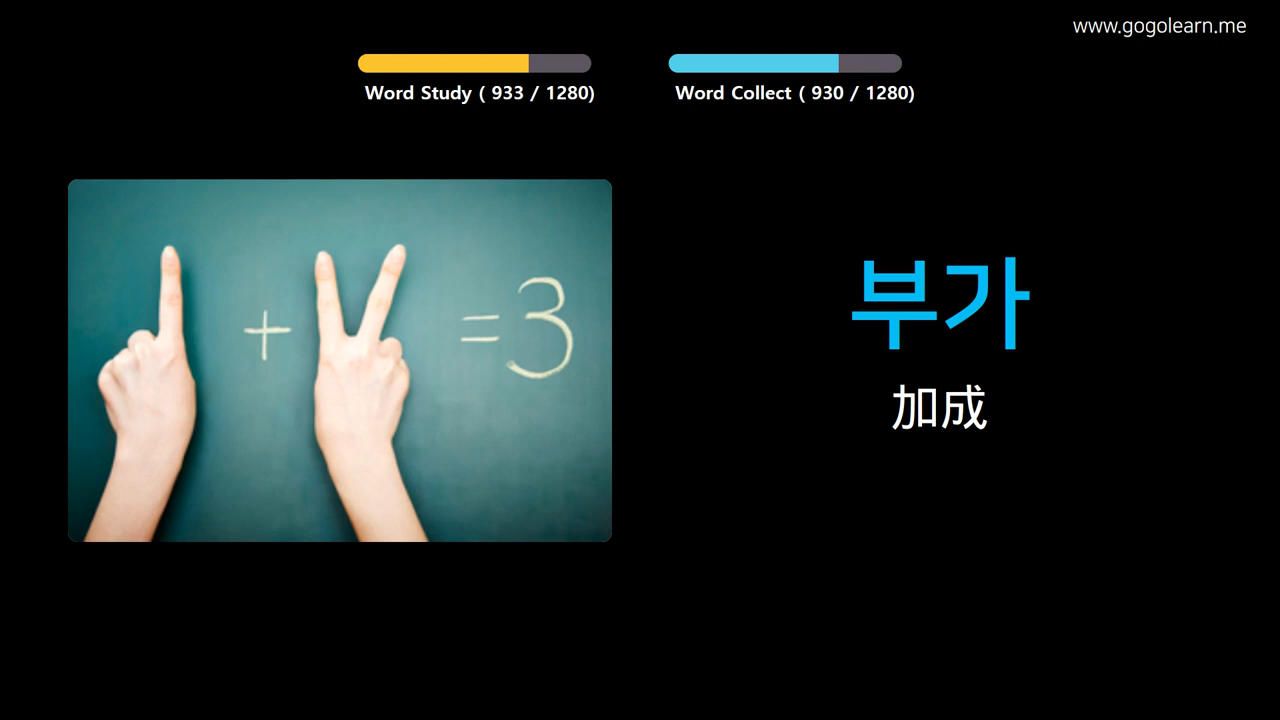 www.gogolearn.me
Word Study ( 933 / 1280)
Word Collect ( 930 / 1280)
+ = 3
부가
加成